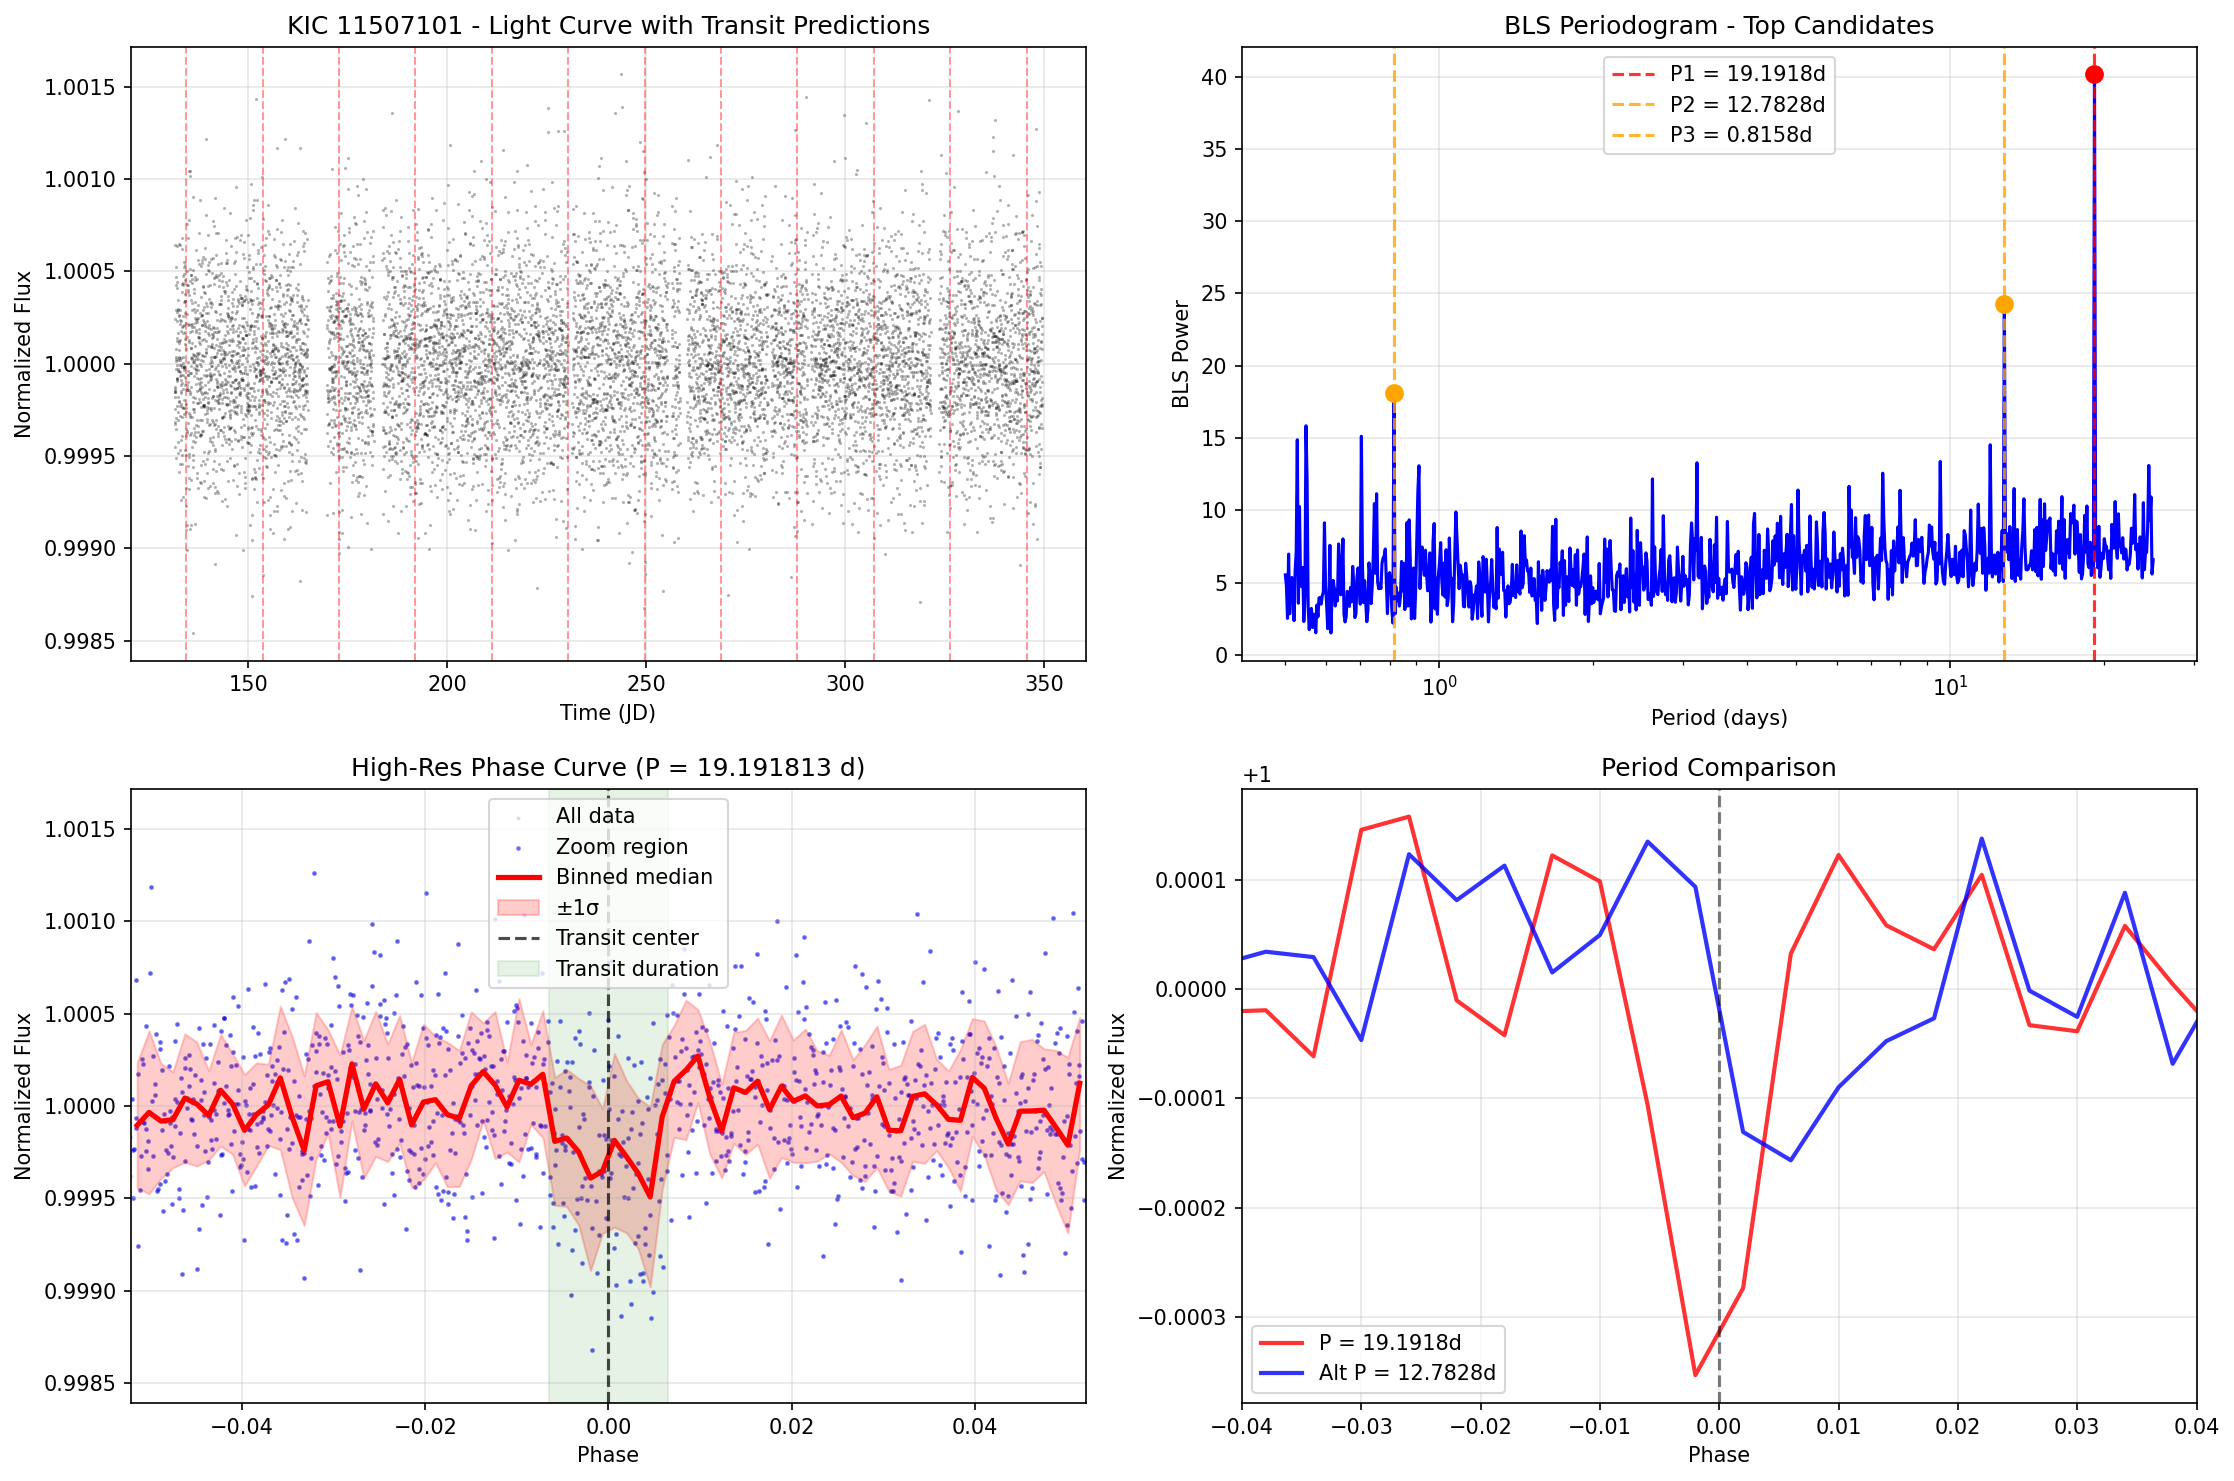 KIC 11507101 - Light Curve with Transit Predictions
1.0015
1.0010
1.0005
1.0000
0.9995
0.9990
0.9985
Normalized Flux
150
200
250
300
350
Time (JD)
BLS Periodogram - Top Candidates
P1 = 19.1918d
P2 = 12.7828d
P3 = 0.8158d
40
35
30
25
20
15
10
5
0
BLS Power
10⁰
10¹
Period (days)
High-Res Phase Curve (P = 19.191813 d)
All data
Zoom region
Binned median
±1σ
Transit center
Transit duration
1.0015
1.0010
1.0005
1.0000
0.9995
0.9990
0.9985
Normalized Flux
−0.04
−0.02
0.00
0.02
0.04
Phase
Period Comparison
+1
0.0001
0.0000
−0.0001
−0.0002
−0.0003
Normalized Flux
P = 19.1918d
Alt P = 12.7828d
−0.04
−0.03
−0.02
−0.01
0.00
0.01
0.02
0.03
0.04
Phase